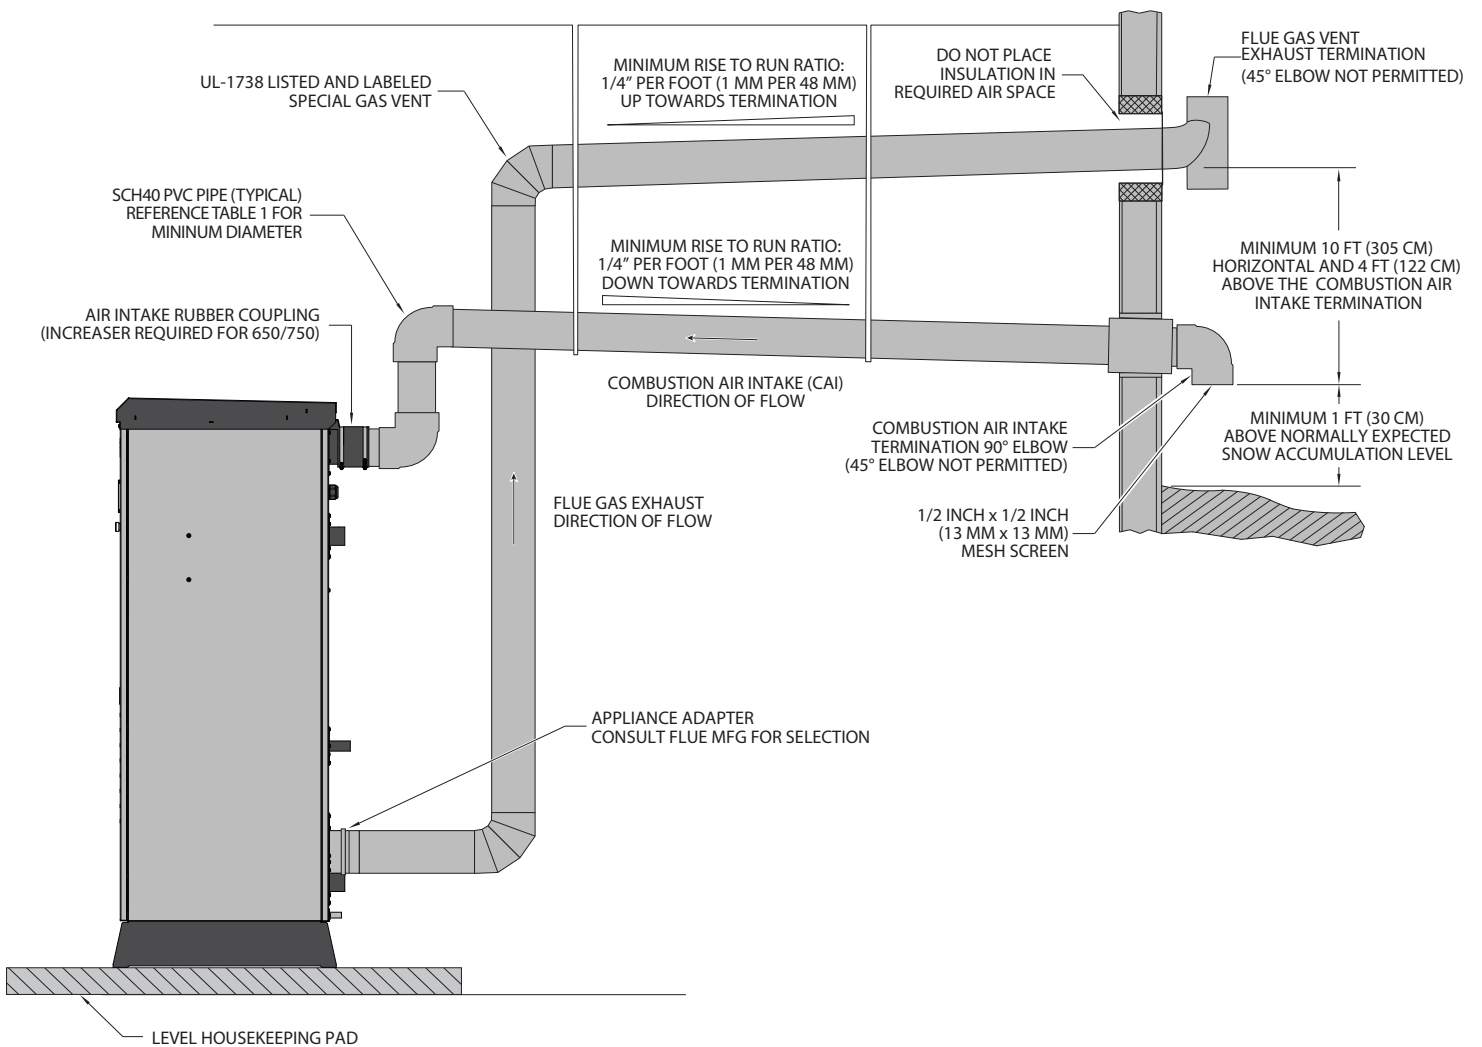 FLUE GAS VENT
EXHAUST TERMINATION
(45° ELBOW NOT PERMITTED)
DO NOT PLACE
INSULATION IN
REQUIRED AIR SPACE
MINIMUM RISE TO RUN RATIO:
1/4” PER FOOT (1 MM PER 48 MM)
UP TOWARDS TERMINATION
UL-1738 LISTED AND LABELED
SPECIAL GAS VENT
SCH40 PVC PIPE (TYPICAL)
REFERENCE TABLE 1 FOR
MININUM DIAMETER
MINIMUM RISE TO RUN RATIO:
1/4” PER FOOT (1 MM PER 48 MM)
DOWN TOWARDS TERMINATION
MINIMUM 10 FT (305 CM)
HORIZONTAL AND 4 FT (122 CM)
ABOVE THE COMBUSTION AIR
INTAKE TERMINATION
AIR INTAKE RUBBER COUPLING
(INCREASER REQUIRED FOR 650/750)
COMBUSTION AIR INTAKE (CAI)
DIRECTION OF FLOW
COMBUSTION AIR INTAKE
TERMINATION 90° ELBOW
(45° ELBOW NOT PERMITTED)
MINIMUM 1 FT (30 CM)
ABOVE NORMALLY EXPECTED
SNOW ACCUMULATION LEVEL
FLUE GAS EXHAUST
DIRECTION OF FLOW
1/2 INCH x 1/2 INCH
(13 MM x 13 MM)
MESH SCREEN
APPLIANCE ADAPTER
CONSULT FLUE MFG FOR SELECTION
LEVEL HOUSEKEEPING PAD